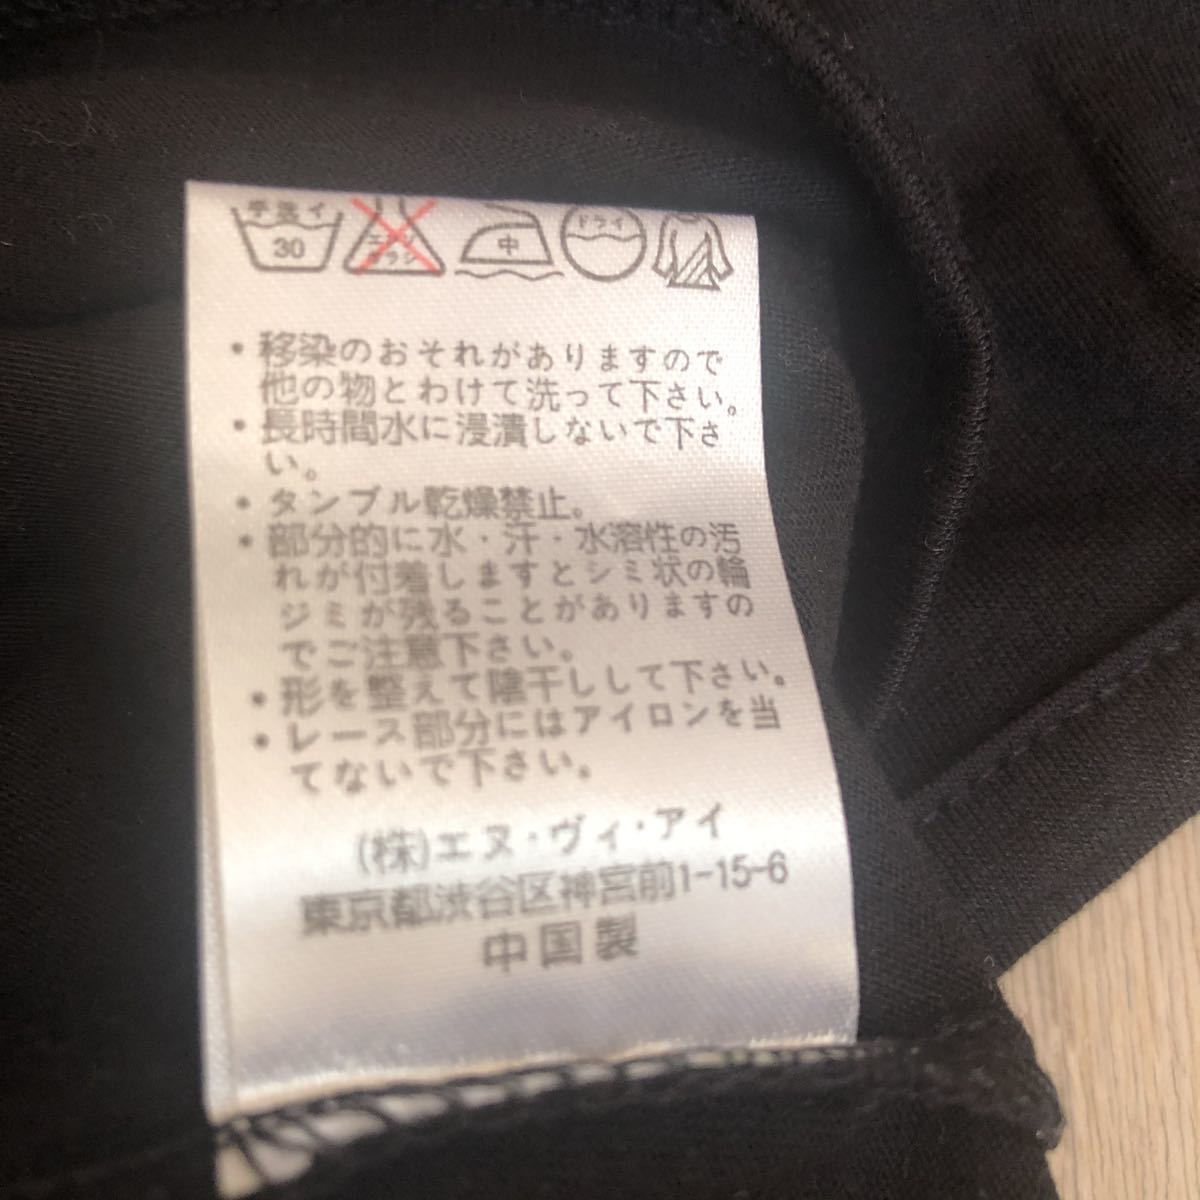 手洗イ
30
エンソ
サラシ
中
ドライ
・移染のおそれがありますので
他の物とわけて洗って下さい。
・長時間水に浸漬しないで下さ
い。
・タンブル乾燥禁止。
・部分的に水・汗・水溶性の汚
れが付着しますとシミ状の輪
ジミが残ることがありますの
でご注意下さい。
・形を整えて陰干しして下さい。
・レース部分にはアイロンを当
てないで下さい。
(株)エヌ・ヴィ・アイ
東京都渋谷区神宮前1-15-6
中国製